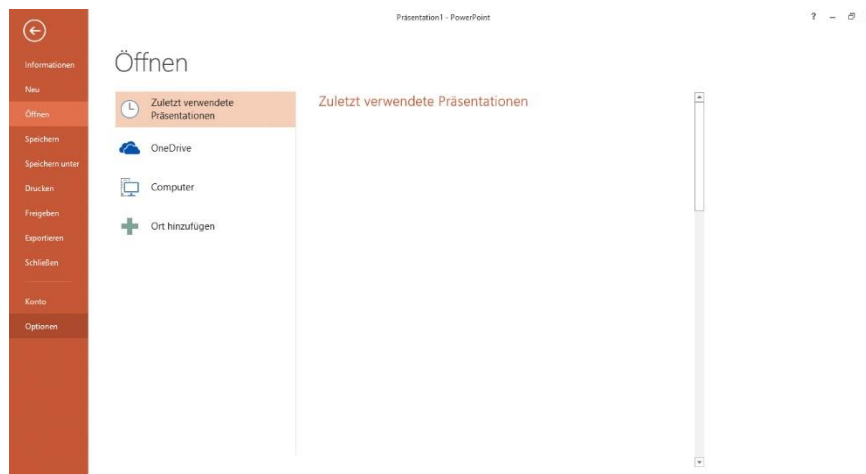 Präsentation1 - PowerPoint
?
Öffnen
Informationen
Neu
Öffnen
Speichern
Speichern unter
Drucken
Freigeben
Exportieren
Schließen
Konto
Optionen
Zuletzt verwendete
Präsentationen
OneDrive
Computer
Ort hinzufügen
Zuletzt verwendete Präsentationen